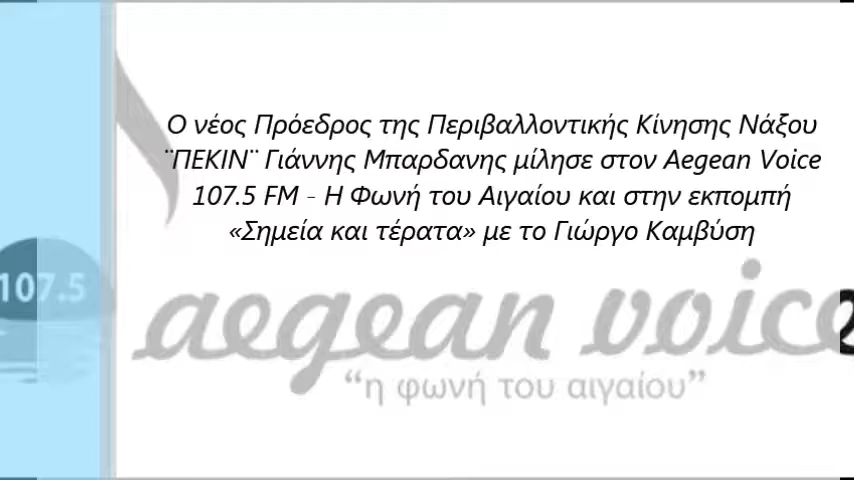 Ο νέος Πρόεδρος της Περιβαλλοντικής Κίνησης Νάξου
¨ΠΕΚΙΝ¨ Γιάννης Μπαρδανης μίλησε στον Aegean Voice
107.5 FM - Η Φωνή του Αιγαίου και στην εκπομπή
«Σημεία και τέρατα» με το Γιώργο Καμβύση
107.5
aegean voice
“η φωνή του αιγαίου”